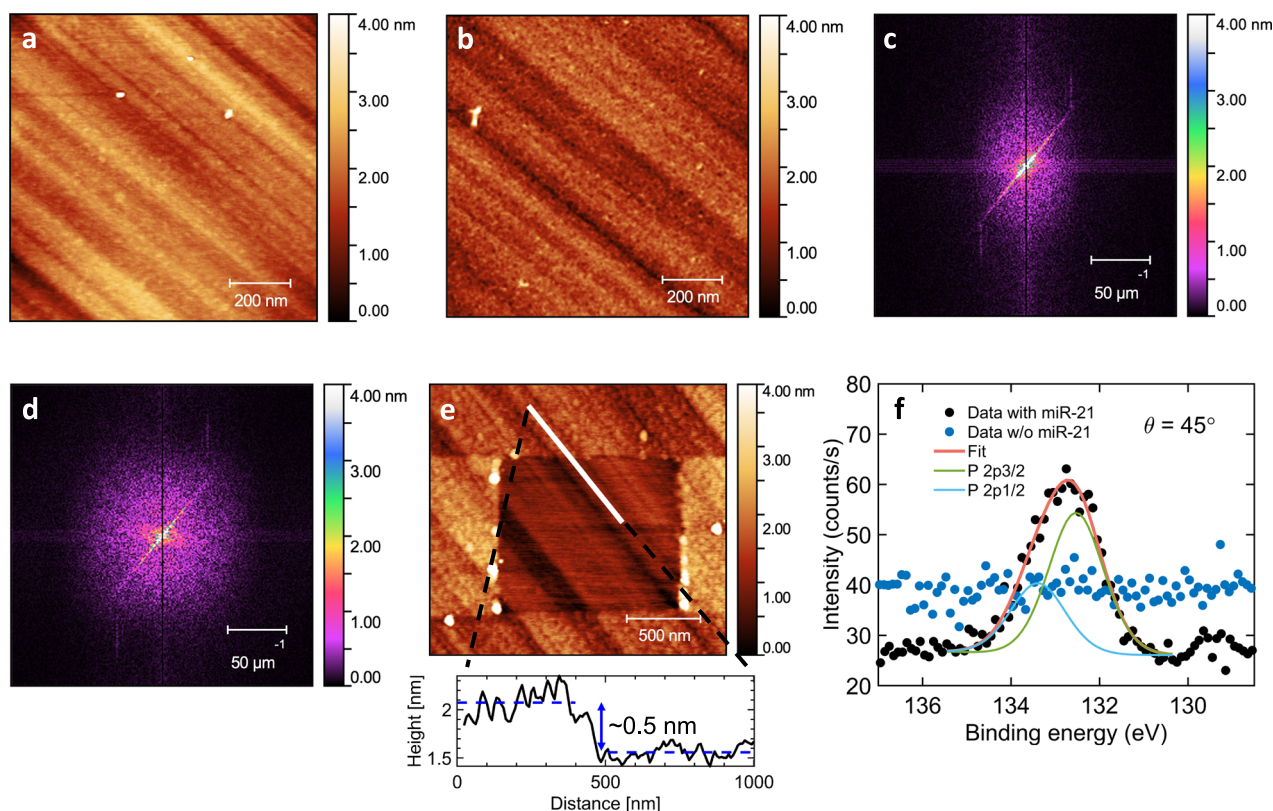 a
4.00 nm
3.00
2.00
1.00
0.00
200 nm
b
4.00 nm
3.00
2.00
1.00
0.00
200 nm
c
4.00 nm
3.00
2.00
1.00
0.00
-1
50 µm
d
4.00 nm
3.00
2.00
1.00
0.00
-1
50 µm
e
4.00 nm
3.00
2.00
1.00
0.00
500 nm
Height [nm]
2
1.5
~0.5 nm
0
500
1000
Distance [nm]
f
Data with miR-21
Data w/o miR-21
Fit
P 2p3/2
P 2p1/2
θ = 45°
Intensity (counts/s)
80
70
60
50
40
30
20
136
134
132
130
Binding energy (eV)